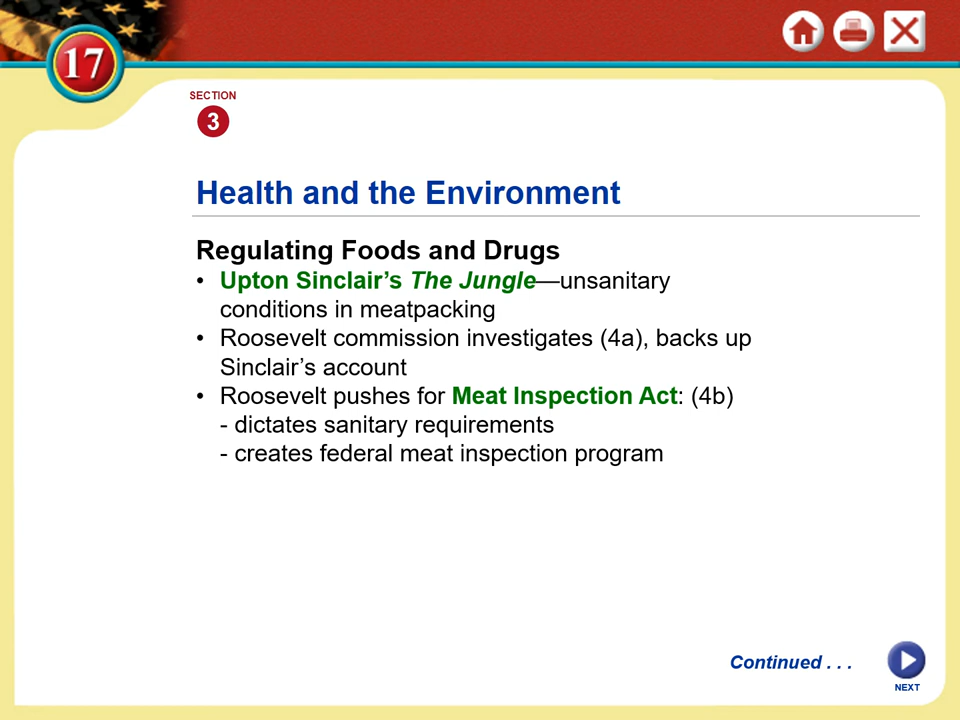 17
SECTION
3
Health and the Environment
Regulating Foods and Drugs
• Upton Sinclair’s The Jungle—unsanitary
conditions in meatpacking
• Roosevelt commission investigates (4a), backs up
Sinclair’s account
• Roosevelt pushes for Meat Inspection Act: (4b)
- dictates sanitary requirements
- creates federal meat inspection program
Continued . . .
NEXT